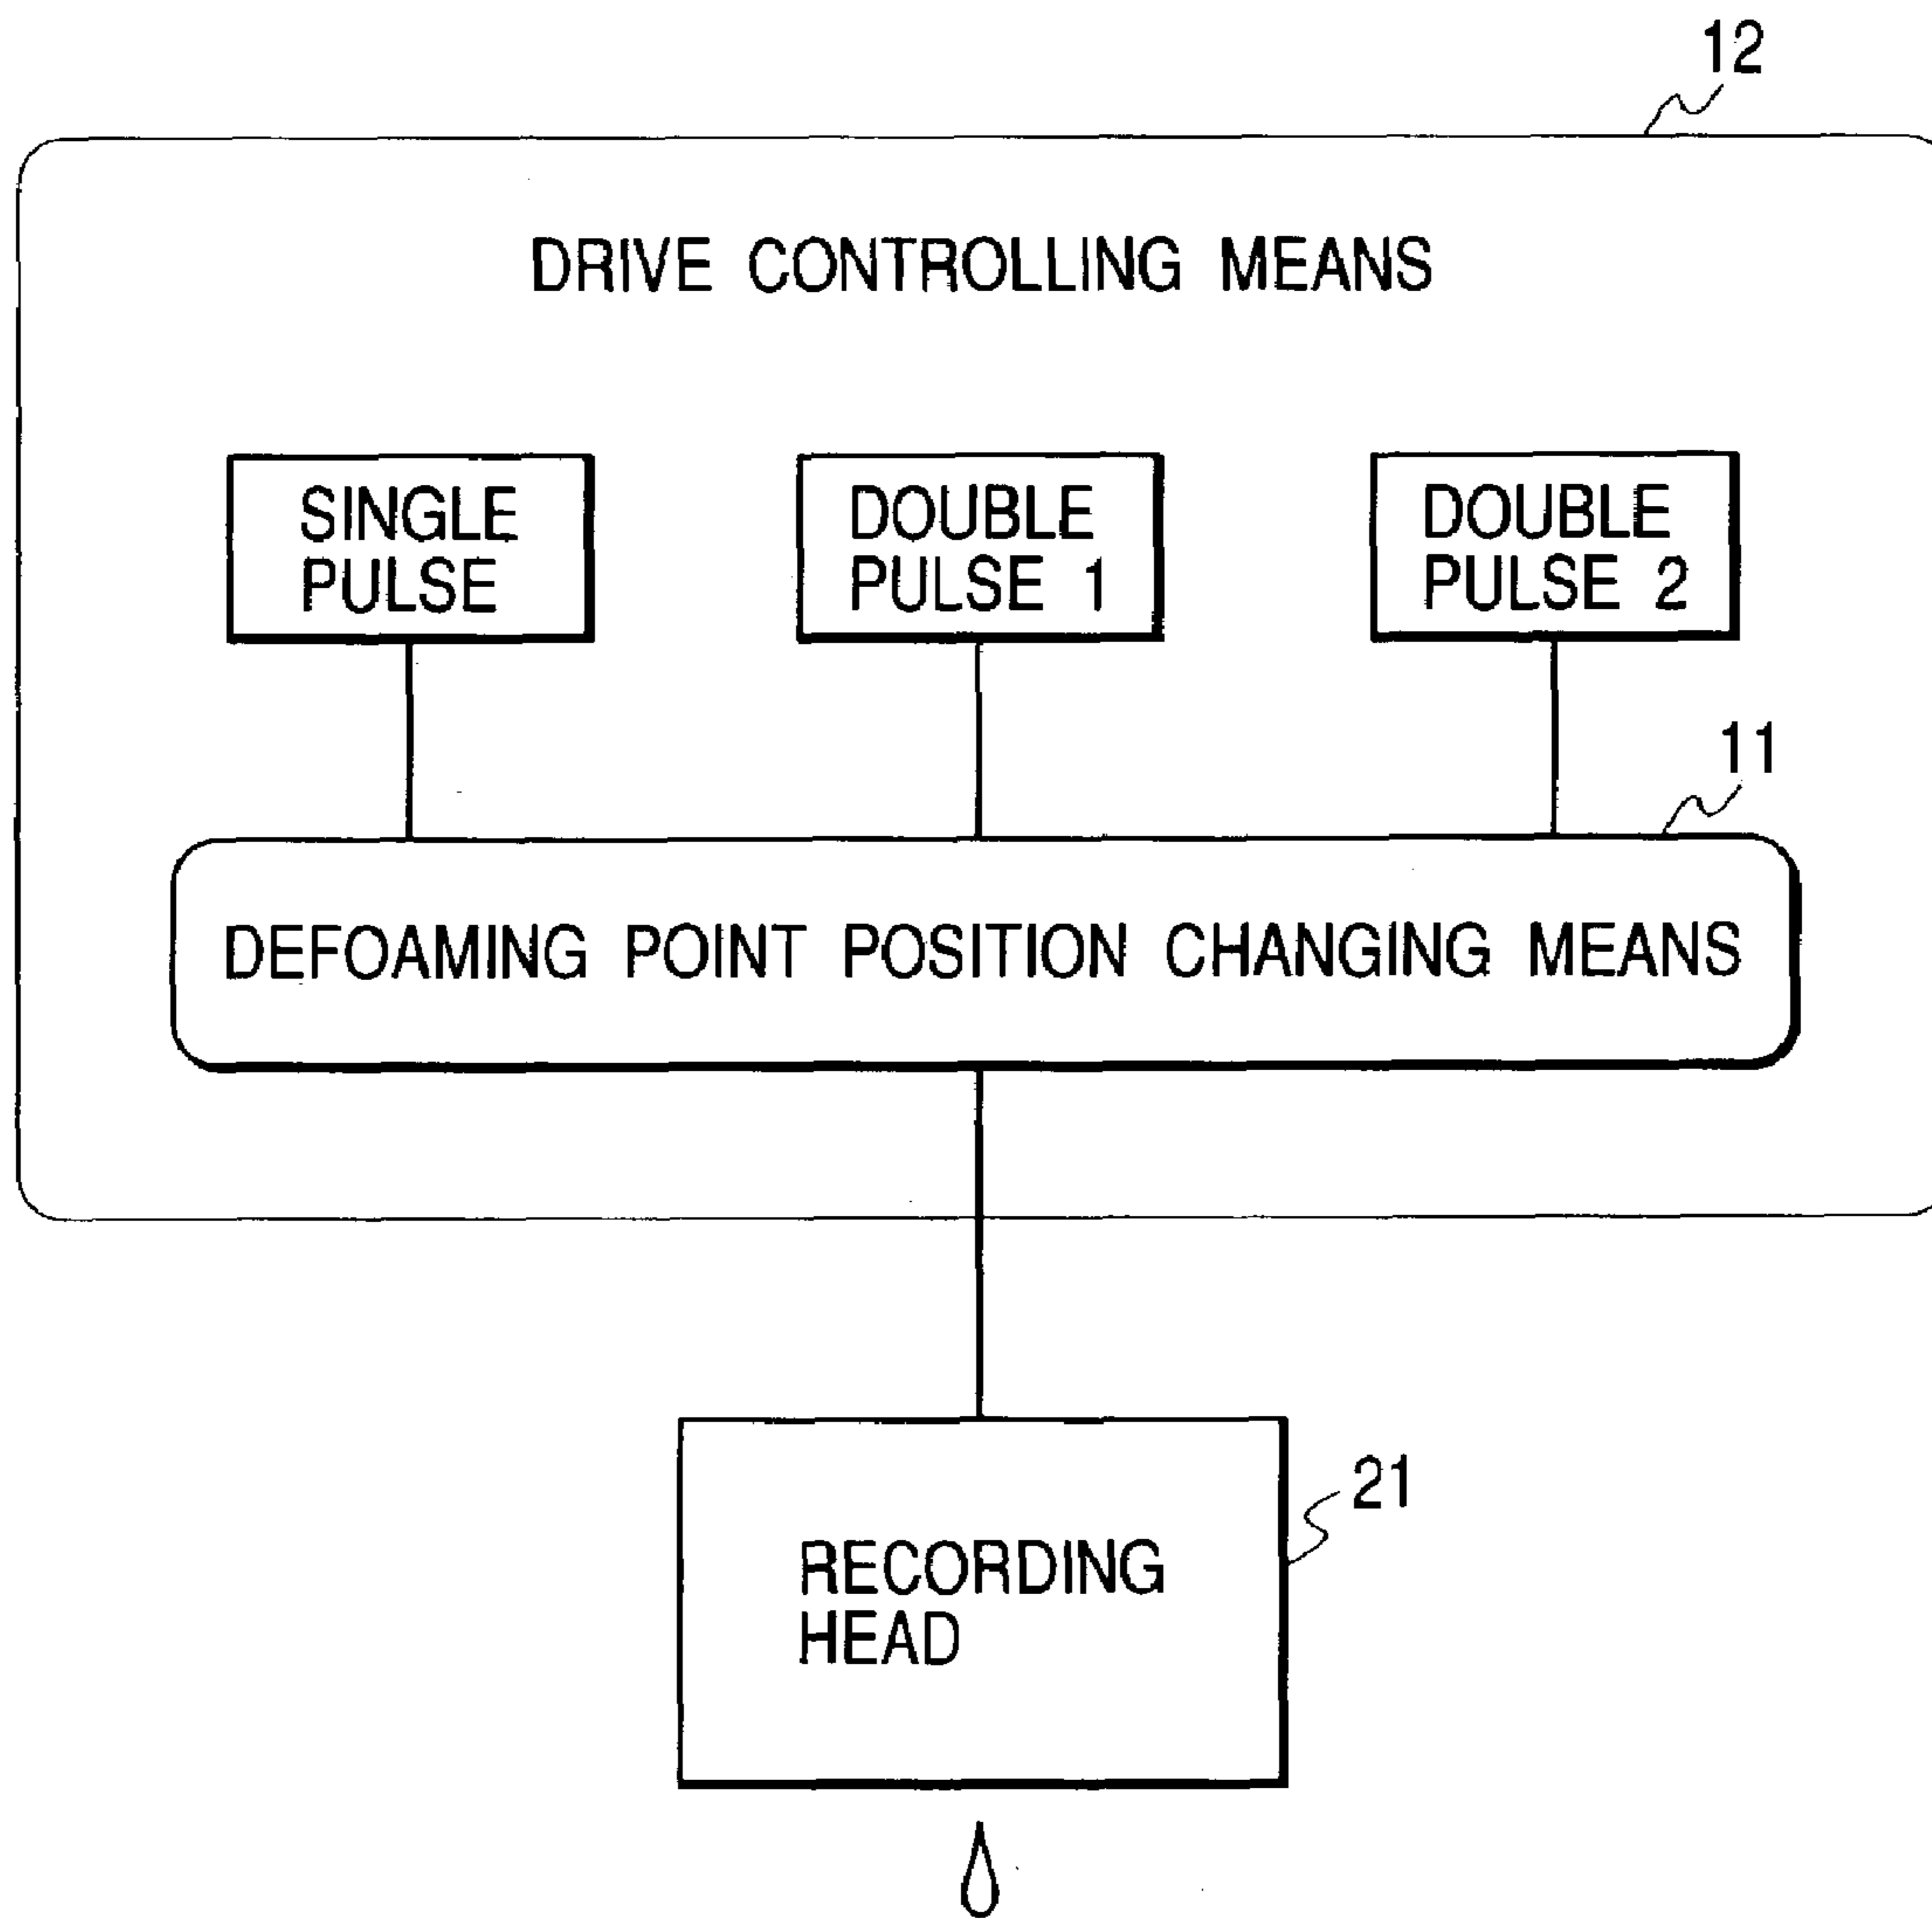 12
DRIVE CONTROLLING MEANS
SINGLE
PULSE
DOUBLE
PULSE 1
DOUBLE
PULSE 2
11
DEFOAMING POINT POSITION CHANGING MEANS
21
RECORDING
HEAD